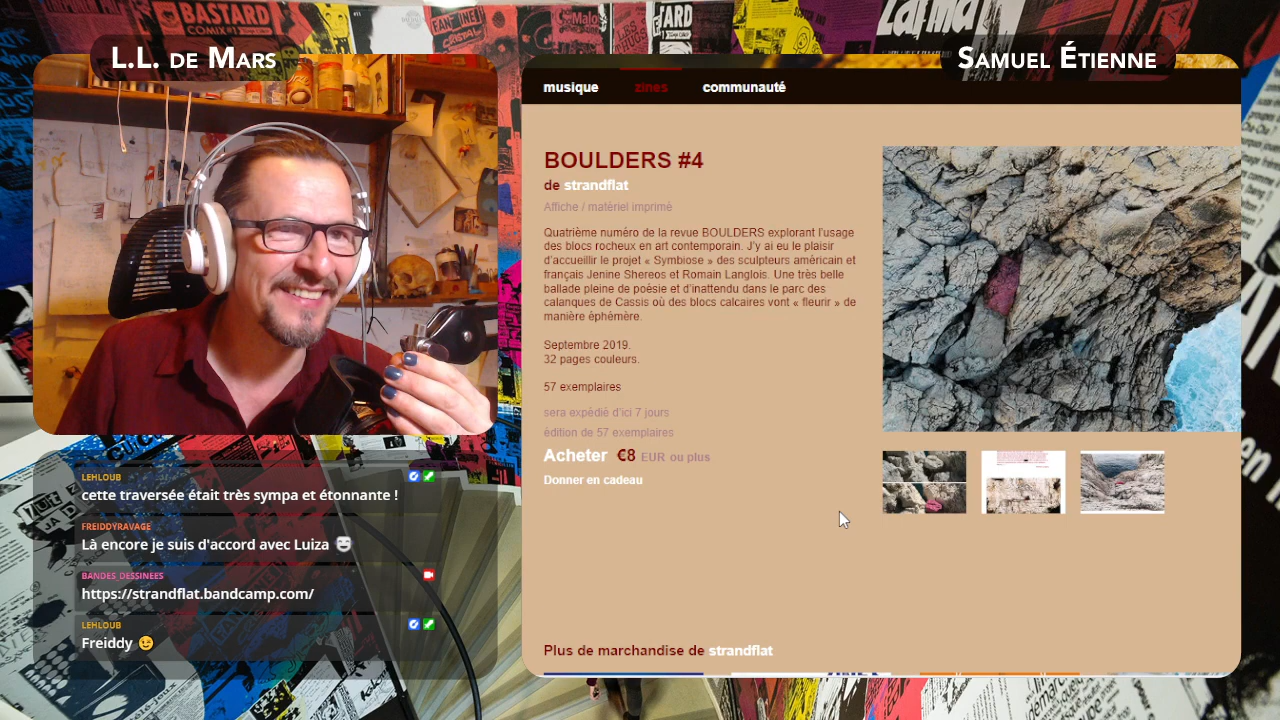 BASTARD
COMIX
FANZINE
Malo
L.L. de Mars
Samuel Étienne
musique
zines
communauté
BOULDERS #4
de strandflat
Affiche / matériel imprimé
Quatrième numéro de la revue BOULDERS explorant l'usage
des blocs rocheux en art contemporain. J'y ai eu le plaisir
d'accueillir le projet « Symbiose » des sculpteurs américain et
français Jenine Shereos et Romain Langlois. Une très belle
ballade pleine de poésie et d'inattendu dans le parc des
calanques de Cassis où des blocs calcaires vont « fleurir » de
manière éphémère.
Septembre 2019.
32 pages couleurs.
57 exemplaires
sera expédié d'ici 7 jours
édition de 57 exemplaires
Acheter €8 EUR ou plus
Donner en cadeau
Plus de marchandise de strandflat
LEHLOUB
cette traversée était très sympa et étonnante !
FREIDDYRAVAGE
Là encore je suis d'accord avec Luiza 😄
BANDES_DESSINEES
https://strandflat.bandcamp.com/
LEHLOUB
Freiddy 😉